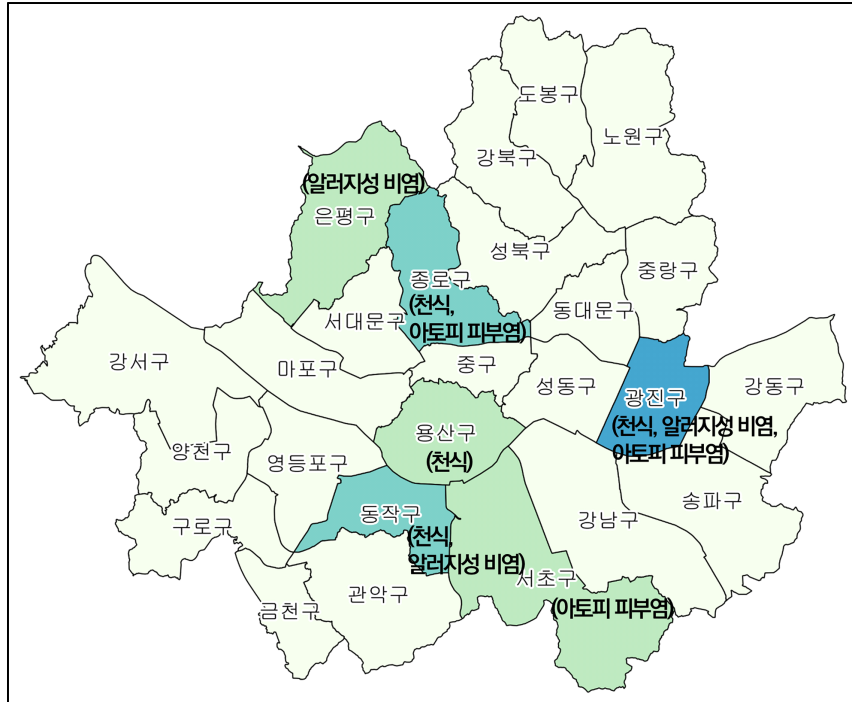 도봉구
노원구
강북구
(알러지성 비염)
은평구
성북구
중랑구
종로구
(천식,
아토피 피부염)
동대문구
서대문구
강서구
마포구
중구
성동구
광진구
(천식, 알러지성 비염,
아토피 피부염)
강동구
양천구
영등포구
용산구
(천식)
송파구
구로구
동작구
(천식,
알러지성 비염)
강남구
서초구
(아토피 피부염)
관악구
금천구